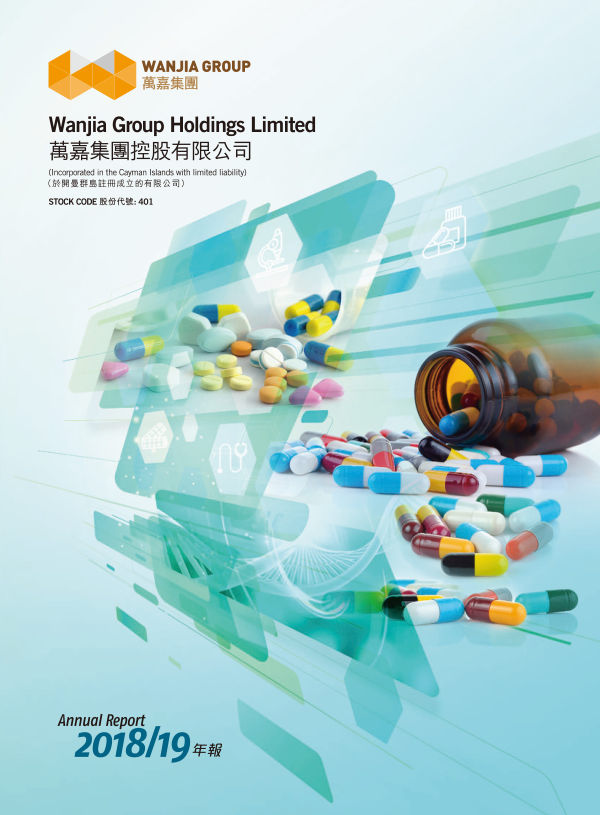 WANJIA GROUP
萬嘉集團
Wanjia Group Holdings Limited
萬嘉集團控股有限公司
(Incorporated in the Cayman Islands with limited liability)
(於開曼群島註冊成立的有限公司)
STOCK CODE 股份代號: 401
Annual Report
2018/19 年報